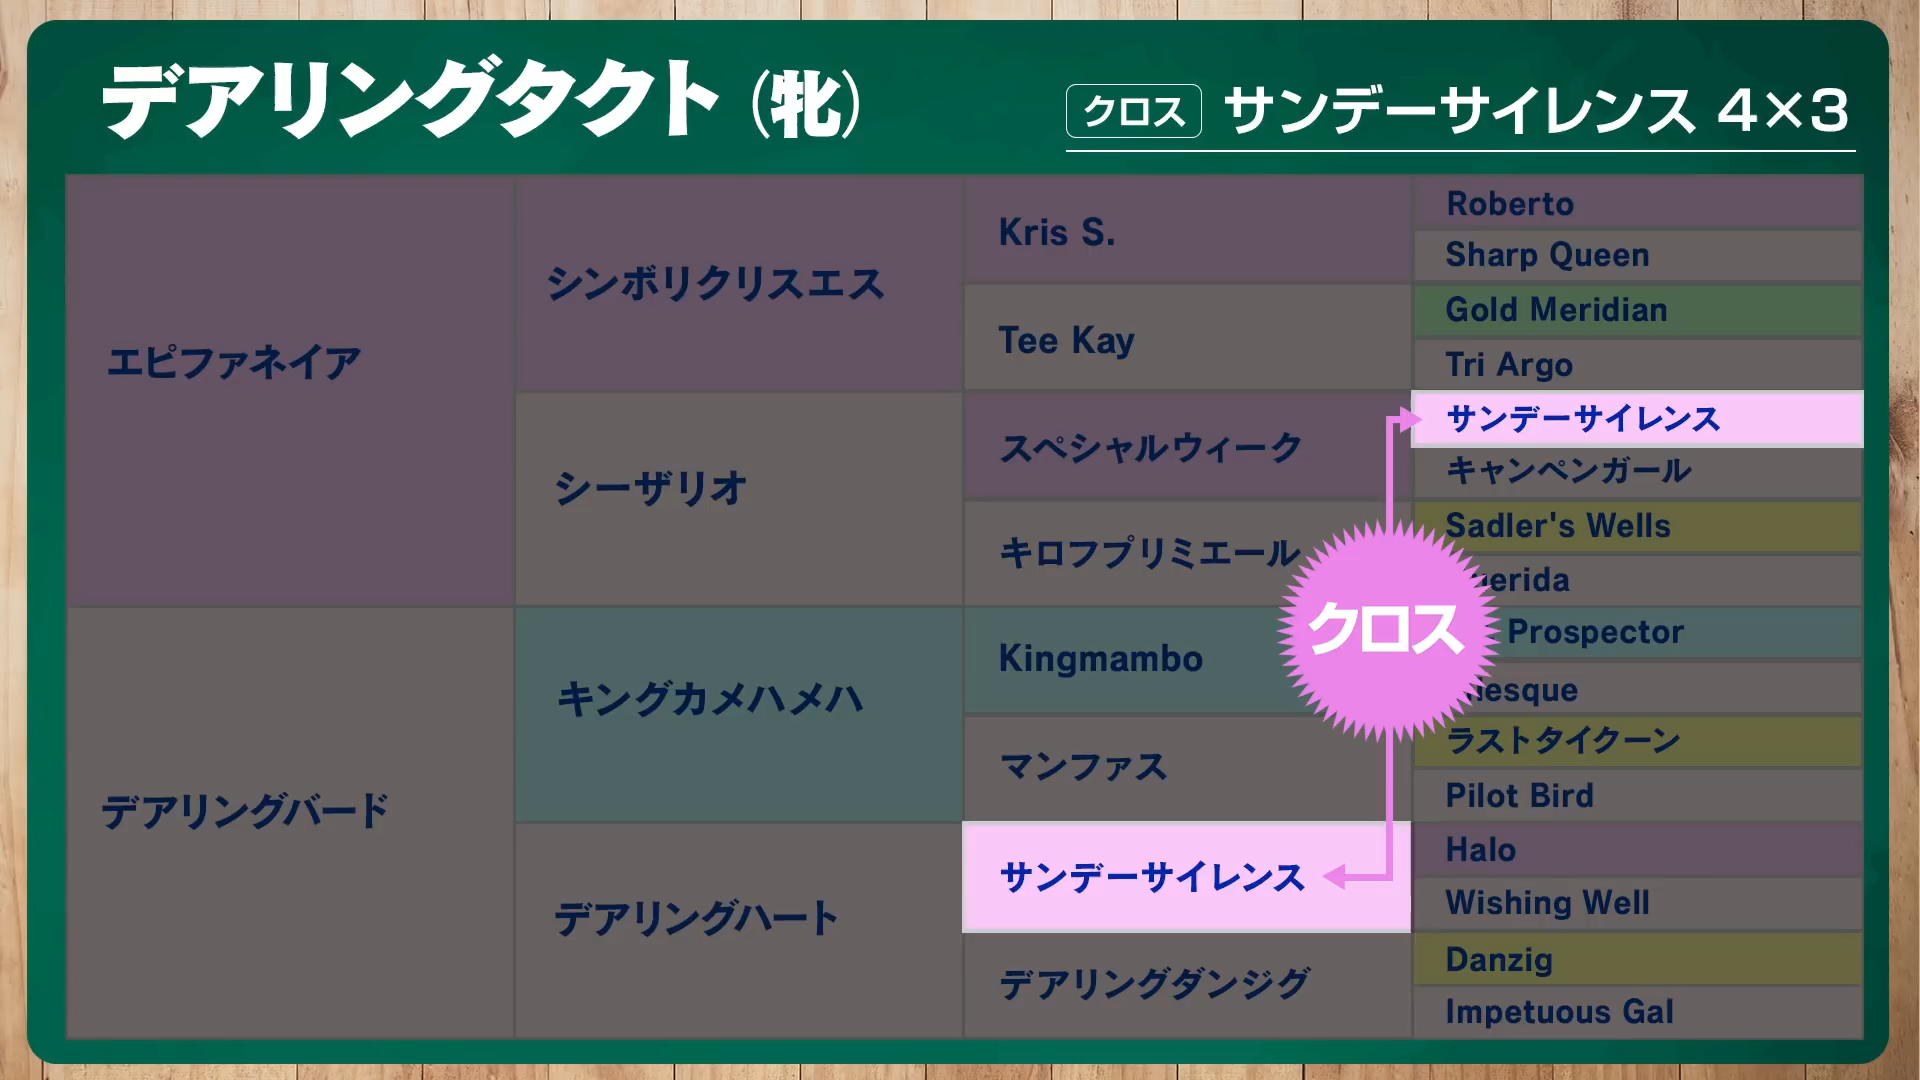 デアリングタクト (牝)
クロス サンデーサイレンス 4×3
エピファネイア
シンボリクリスエス
Kris S.
Roberto
Sharp Queen
Tee Kay
Gold Meridian
Tri Argo
シーザリオ
スペシャルウィーク
サンデーサイレンス
キャンペンガール
キロフプリミエール
Sadler's Wells
クロス
デアリングバード
キングカメハメハ
Kingmambo
Prospector
マンファス
ラストタイクーン
Pilot Bird
デアリングハート
サンデーサイレンス
Halo
Wishing Well
デアリングダンジグ
Danzig
Impetuous Gal